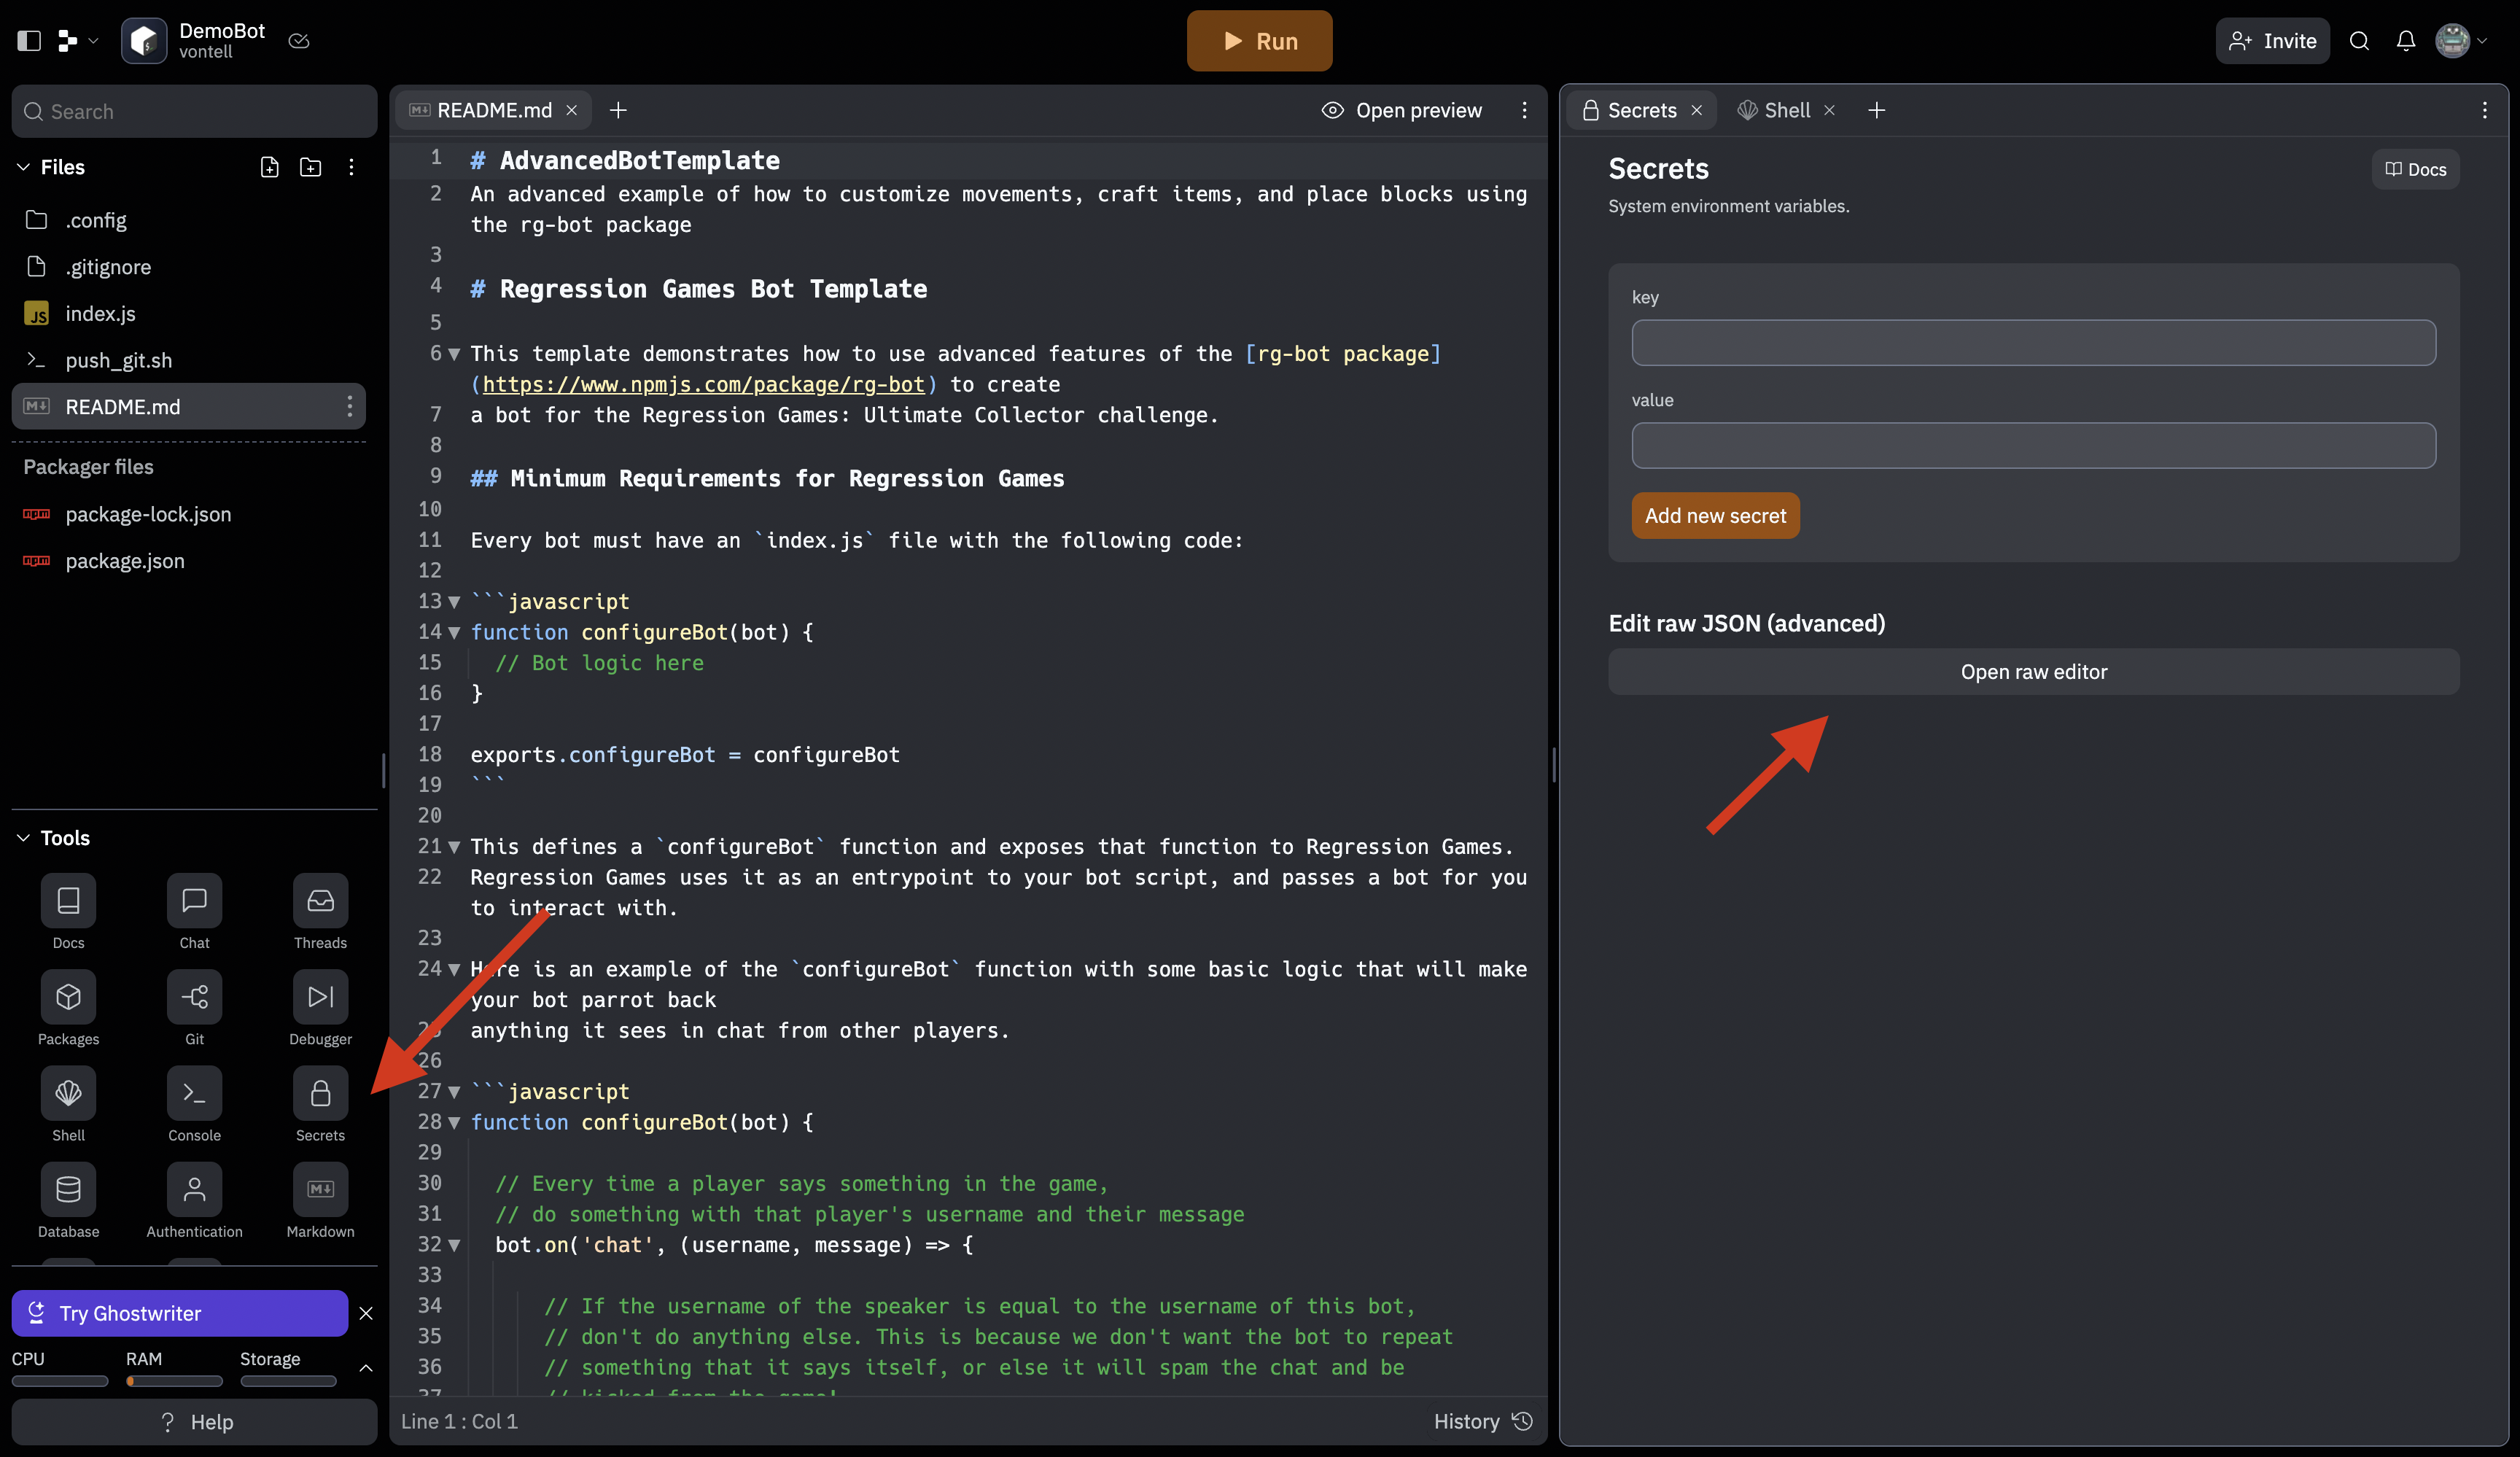 DemoBot
vontell
Run
Invite
Search
Files
.config
.gitignore
JS index.js
push_git.sh
README.md
Packager files
npm package-lock.json
npm package.json
Tools
Docs Chat Threads
Packages Git Debugger
Shell Console Secrets
Database Authentication Markdown
Try Ghostwriter
CPU RAM Storage
? Help
README.md
Open preview
1 # AdvancedBotTemplate
2 An advanced example of how to customize movements, craft items, and place blocks using
the rg-bot package
3
4 # Regression Games Bot Template
5
6 This template demonstrates how to use advanced features of the [rg-bot package]
(https://www.npmjs.com/package/rg-bot) to create
7 a bot for the Regression Games: Ultimate Collector challenge.
8
9 ## Minimum Requirements for Regression Games
10
11 Every bot must have an `index.js` file with the following code:
12
13 ```javascript
14 function configureBot(bot) {
15 // Bot logic here
16 }
17
18 exports.configureBot = configureBot
19 ```
20
21 This defines a `configureBot` function and exposes that function to Regression Games.
22 Regression Games uses it as an entrypoint to your bot script, and passes a bot for you
to interact with.
23
24 Here is an example of the `configureBot` function with some basic logic that will make
your bot parrot back
25 anything it sees in chat from other players.
26
27 ```javascript
28 function configureBot(bot) {
29
30 // Every time a player says something in the game,
31 // do something with that player's username and their message
32 bot.on('chat', (username, message) => {
33
34 // If the username of the speaker is equal to the username of this bot,
35 // don't do anything else. This is because we don't want the bot to repeat
36 // something that it says itself, or else it will spam the chat and be
37 // kicked from the game!
Line 1 : Col 1
History
Secrets
Shell
Secrets
Docs
System environment variables.
key
value
Add new secret
Edit raw JSON (advanced)
Open raw editor